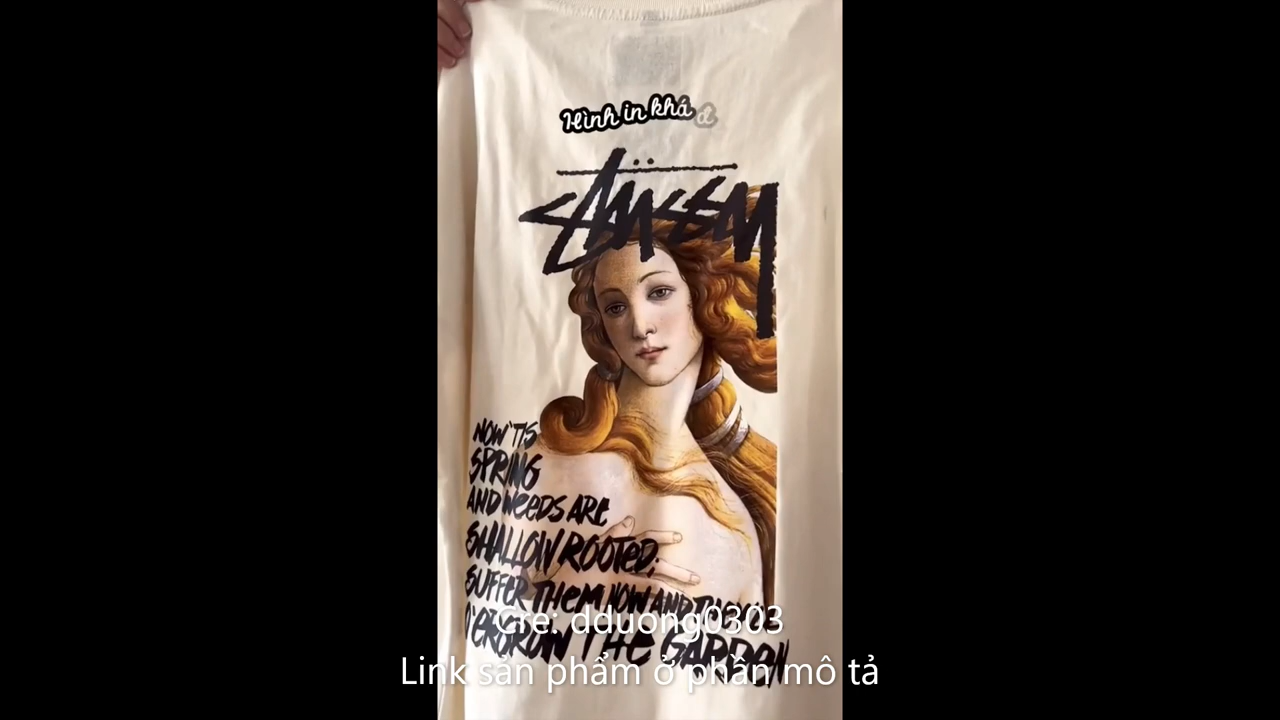 Hình in khá đ
STÜSSY
NOW 'TIS
SPRING
AND WEEDS ARE
SHALLOW ROOTED;
SUFFER THEM NOW AND
O'ERGROW THE GARDEN
Cre: dduong0303
Link sản phẩm ở phần mô tả